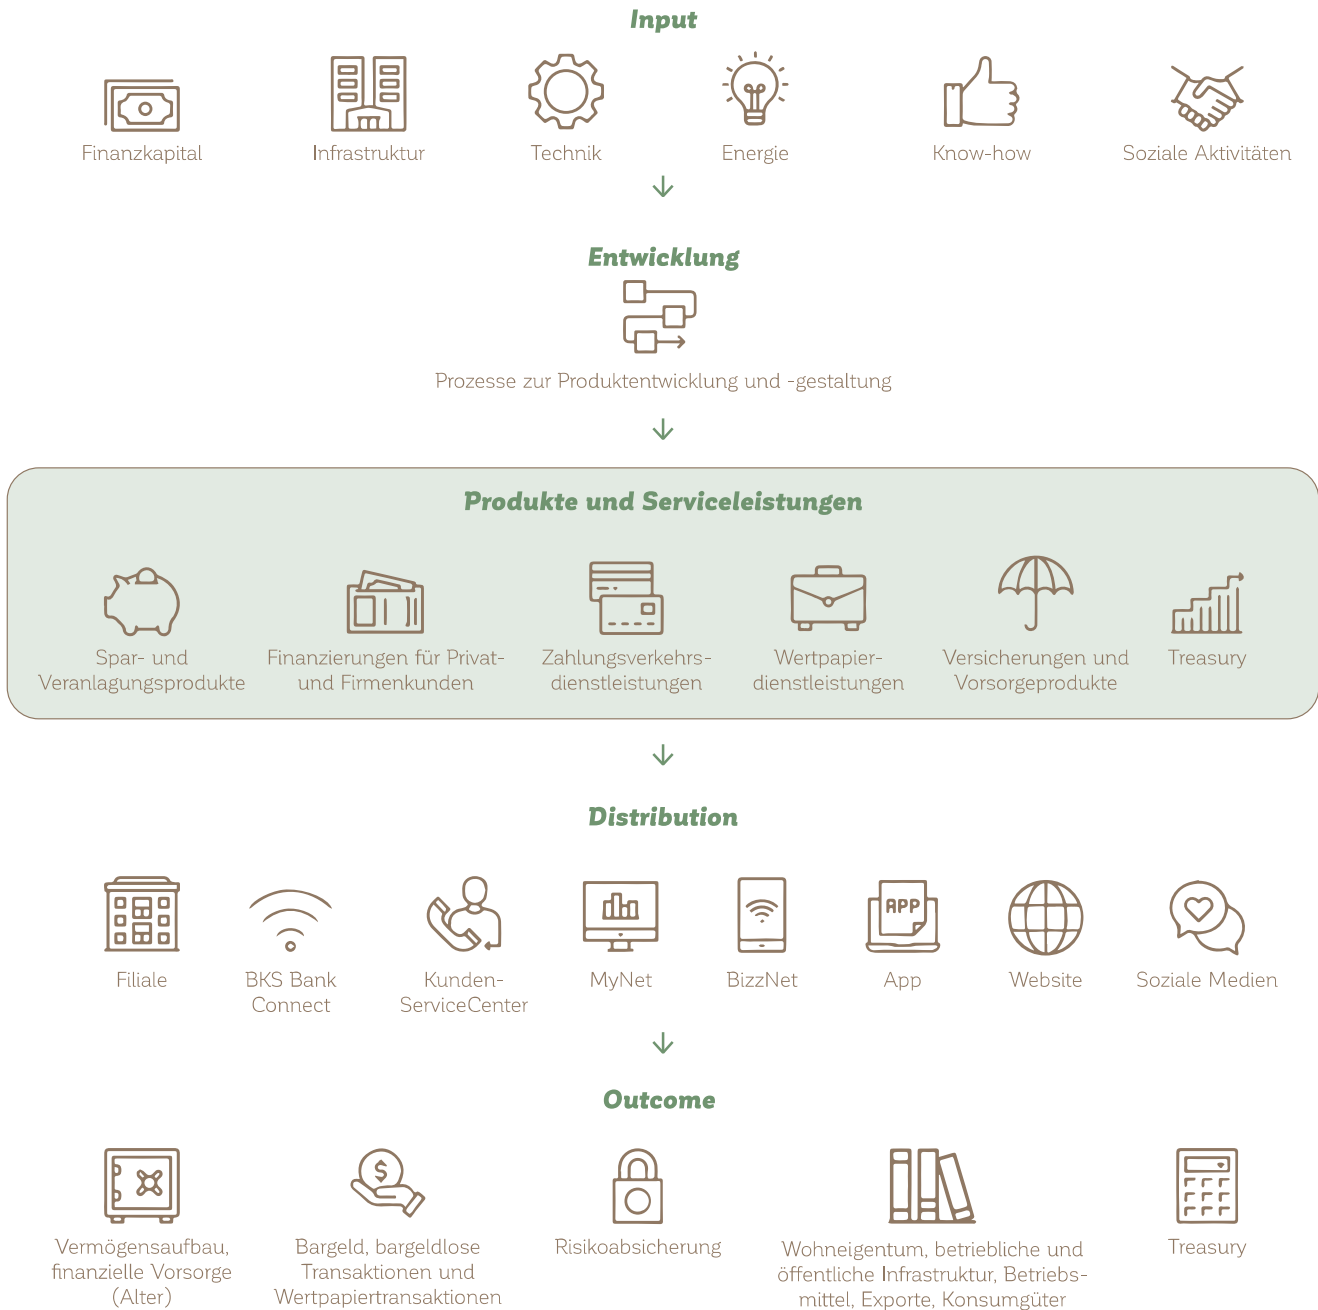 Input
Finanzkapital
Infrastruktur
Technik
Energie
Know-how
Soziale Aktivitäten
Entwicklung
Prozesse zur Produktentwicklung und -gestaltung
Produkte und Serviceleistungen
Spar- und
Veranlagungsprodukte
Finanzierungen für Privat-
und Firmenkunden
Zahlungsverkehrs-
dienstleistungen
Wertpapier-
dienstleistungen
Versicherungen und
Vorsorgeprodukte
Treasury
Distribution
APP
Filiale
BKS Bank
Connect
Kunden-
ServiceCenter
MyNet
BizzNet
App
Website
Soziale Medien
Outcome
$
Vermögensaufbau,
finanzielle Vorsorge
(Alter)
Bargeld, bargeldlose
Transaktionen und
Wertpapiertransaktionen
Risikoabsicherung
Wohneigentum, betriebliche und
öffentliche Infrastruktur, Betriebs-
mittel, Exporte, Konsumgüter
Treasury